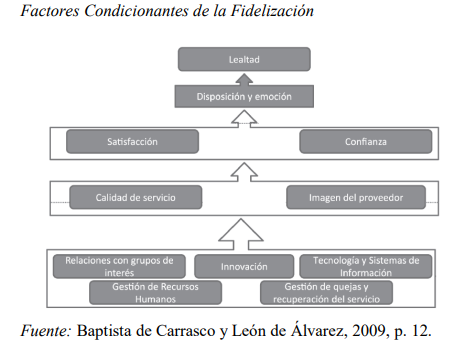 Factores Condicionantes de la Fidelización
Lealtad
Disposición y emoción
Satisfacción
Confianza
Calidad de servicio
Imagen del proveedor
Relaciones con grupos de
interés
Innovación
Tecnología y Sistemas de
Información
Gestión de Recursos
Humanos
Gestión de quejas y
recuperación del servicio
Fuente: Baptista de Carrasco y León de Álvarez, 2009, p. 12.